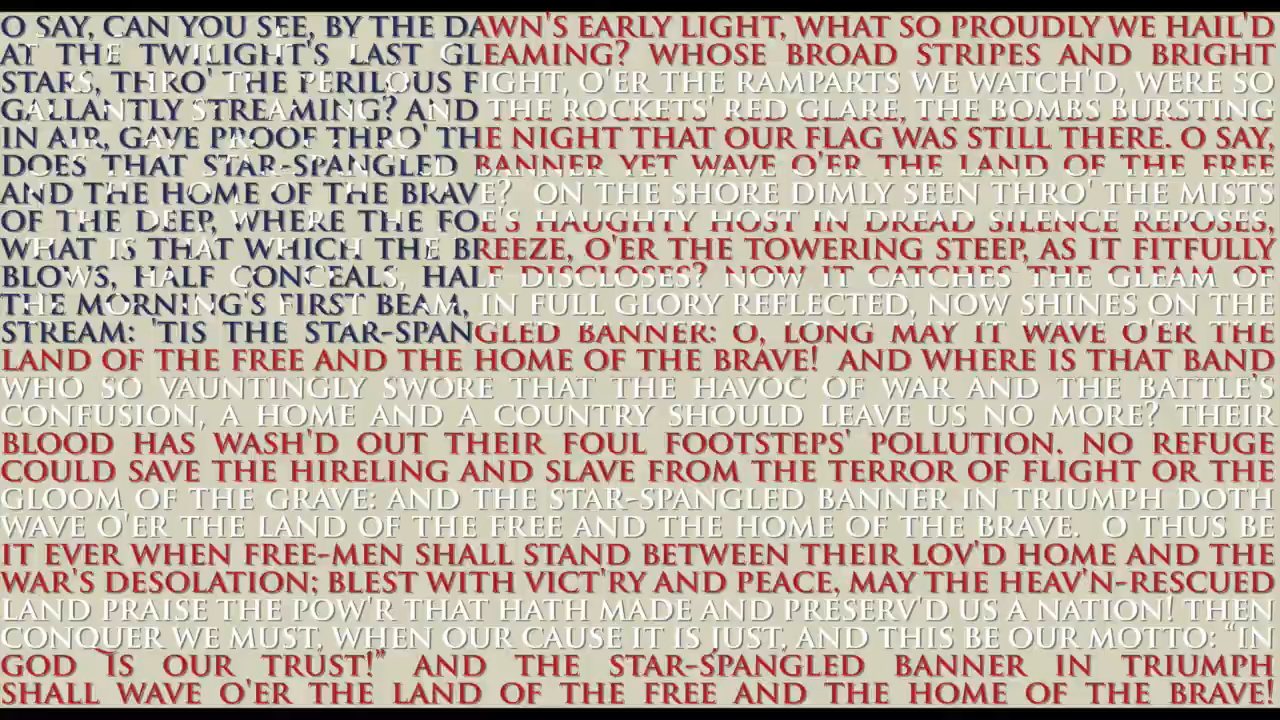 O SAY, CAN YOU SEE, BY THE DAWN'S EARLY LIGHT, WHAT SO PROUDLY WE HAIL'D
AT THE TWILIGHT'S LAST GLEAMING? WHOSE BROAD STRIPES AND BRIGHT
STARS, THRO' THE PERILOUS FIGHT, O'ER THE RAMPARTS WE WATCH'D, WERE SO
GALLANTLY STREAMING? AND THE ROCKETS' RED GLARE, THE BOMBS BURSTING
IN AIR, GAVE PROOF THRO' THE NIGHT THAT OUR FLAG WAS STILL THERE. O SAY,
DOES THAT STAR-SPANGLED BANNER YET WAVE O'ER THE LAND OF THE FREE
AND THE HOME OF THE BRAVE? ON THE SHORE DIMLY SEEN THRO' THE MISTS
OF THE DEEP, WHERE THE FOE'S HAUGHTY HOST IN DREAD SILENCE REPOSES,
WHAT IS THAT WHICH THE BREEZE, O'ER THE TOWERING STEEP, AS IT FITFULLY
BLOWS, HALF CONCEALS, HALF DISCLOSES? NOW IT CATCHES THE GLEAM OF
THE MORNING'S FIRST BEAM, IN FULL GLORY REFLECTED, NOW SHINES ON THE
STREAM: 'TIS THE STAR-SPANGLED BANNER: O, LONG MAY IT WAVE O'ER THE
LAND OF THE FREE AND THE HOME OF THE BRAVE! AND WHERE IS THAT BAND
WHO SO VAUNTINGLY SWORE THAT THE HAVOC OF WAR AND THE BATTLE'S
CONFUSION, A HOME AND A COUNTRY SHOULD LEAVE US NO MORE? THEIR
BLOOD HAS WASH'D OUT THEIR FOUL FOOTSTEPS' POLLUTION. NO REFUGE
COULD SAVE THE HIRELING AND SLAVE FROM THE TERROR OF FLIGHT OR THE
GLOOM OF THE GRAVE: AND THE STAR-SPANGLED BANNER IN TRIUMPH DOTH
WAVE O'ER THE LAND OF THE FREE AND THE HOME OF THE BRAVE. O THUS BE
IT EVER WHEN FREE-MEN SHALL STAND BETWEEN THEIR LOV'D HOME AND THE
WAR'S DESOLATION; BLEST WITH VICT'RY AND PEACE, MAY THE HEAV'N-RESCUED
LAND PRAISE THE POW'R THAT HATH MADE AND PRESERV'D US A NATION! THEN
CONQUER WE MUST, WHEN OUR CAUSE IT IS JUST, AND THIS BE OUR MOTTO: "IN
GOD IS OUR TRUST!" AND THE STAR-SPANGLED BANNER IN TRIUMPH
SHALL WAVE O'ER THE LAND OF THE FREE AND THE HOME OF THE BRAVE!